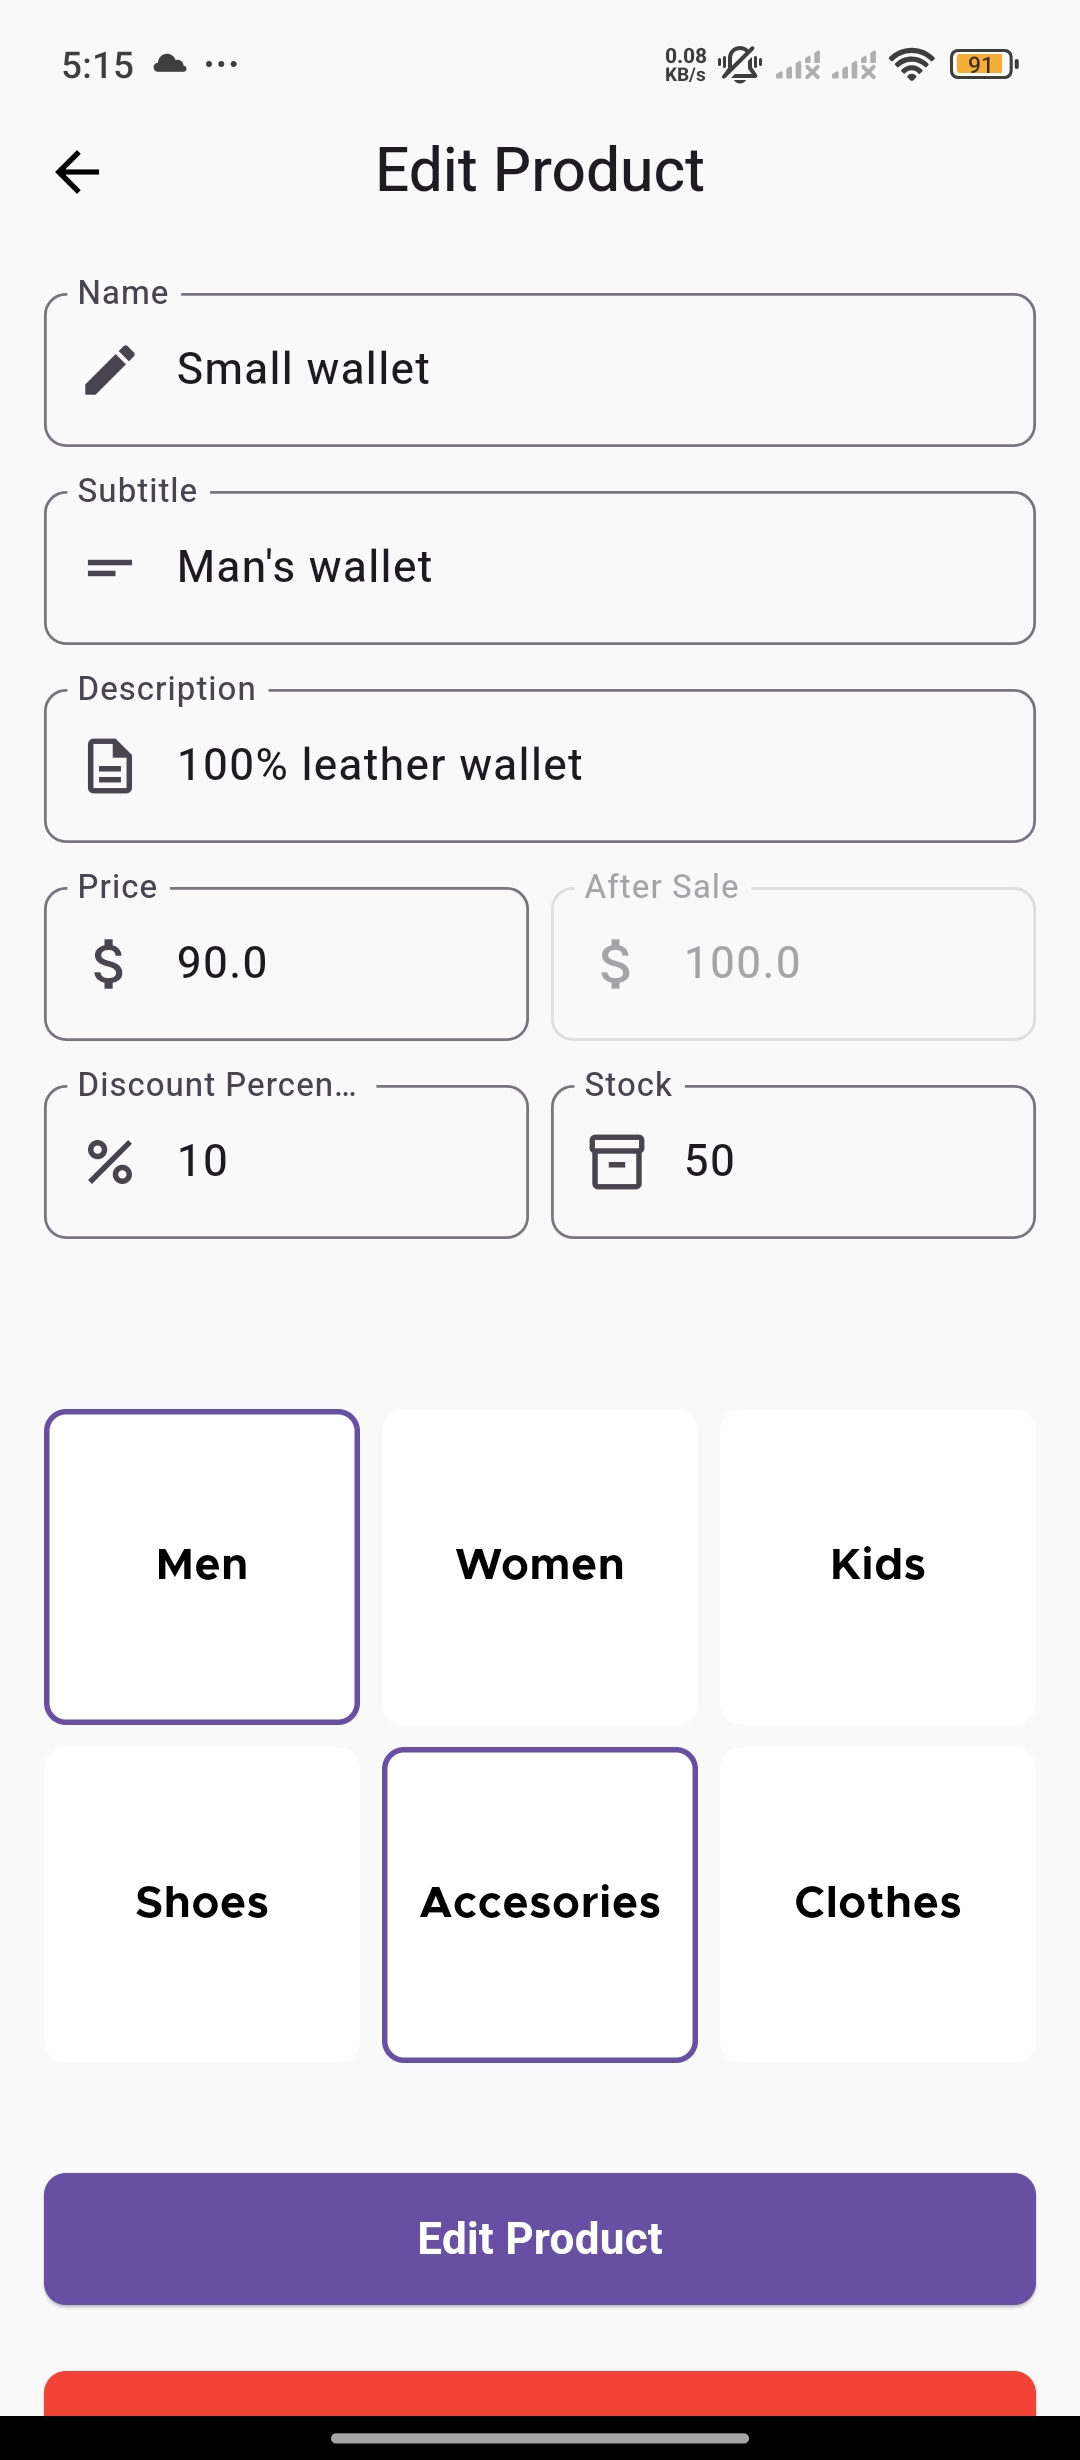 5:15
0.08
KB/s
91
Edit Product
Name
Small wallet
Subtitle
Man's wallet
Description
100% leather wallet
Price
After Sale
$ 90.0
$ 100.0
Discount Percen...
Stock
% 10
50
Men
Women
Kids
Shoes
Accesories
Clothes
Edit Product